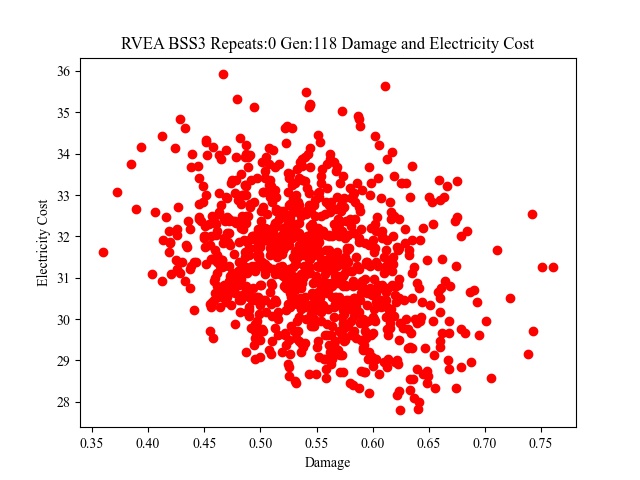 RVEA BSS3 Repeats:0 Gen:118 Damage and Electricity Cost
36
35
34
33
32
31
30
29
28
Electricity Cost
0.35 0.40 0.45 0.50 0.55 0.60 0.65 0.70 0.75
Damage